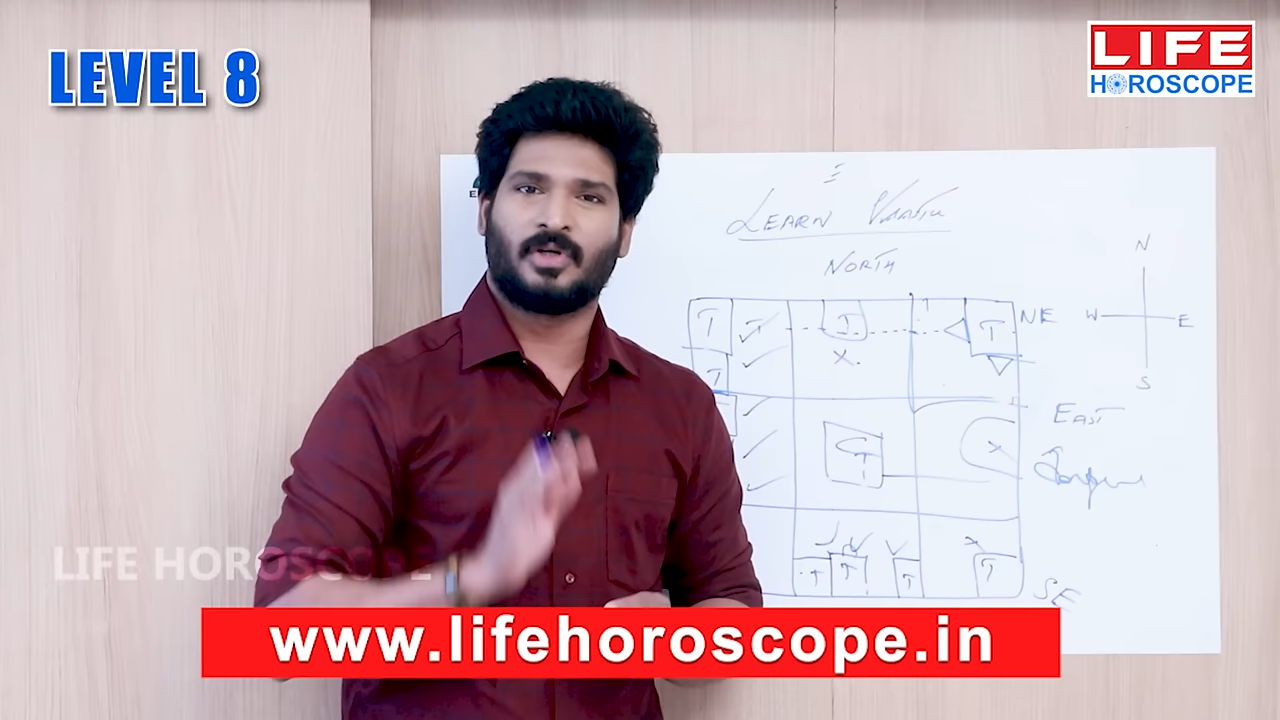 LEVEL 8
LIFE
HOROSCOPE
E
LEARN VAASTU
NORTH
N
T
T
I
T
NE
W
E
T
S
EAST
C
T
X
T
T
T
T
SE
LIFE HOROSCOPE
www.lifehoroscope.in